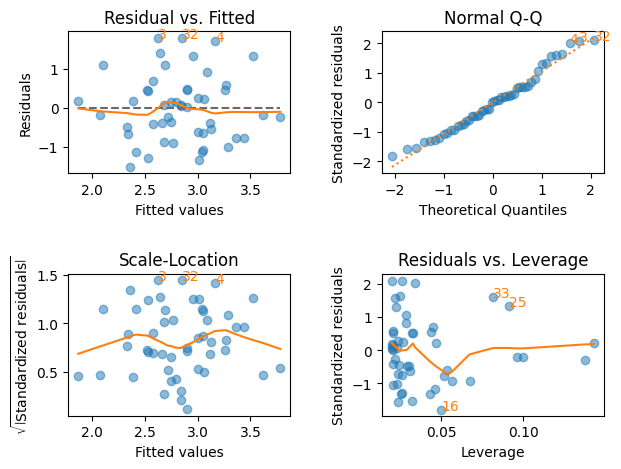 Residual vs. Fitted
Normal Q-Q
3 32 4
4 3 32
Residuals
1
0
−1
2.0 2.5 3.0 3.5
Fitted values
Standardized residuals
2
1
0
−1
−2
−2 −1 0 1 2
Theoretical Quantiles
Scale-Location
Residuals vs. Leverage
3 32 4
33
25
16
√|Standardized residuals|
1.5
1.0
0.5
2.0 2.5 3.0 3.5
Fitted values
Standardized residuals
2
1
0
−1
0.05 0.10
Leverage